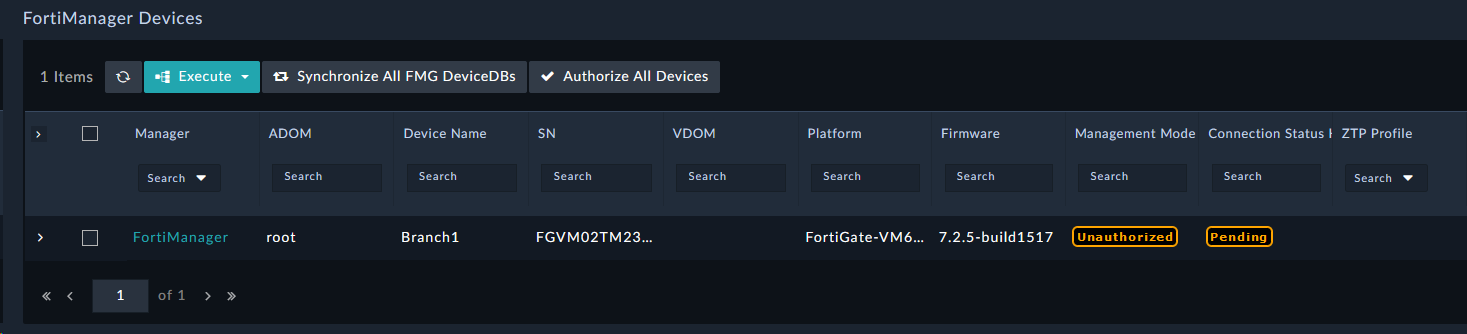 FortiManager Devices
1 Items Execute Synchronize All FMG DeviceDBs Authorize All Devices
Manager ADOM Device Name SN VDOM Platform Firmware Management Mode Connection Status ZTP Profile
Search Search Search Search Search Search Search Search Search Search
FortiManager root Branch1 FGVM02TM23... FortiGate-VM6... 7.2.5-build1517 Unauthorized Pending
1 of 1